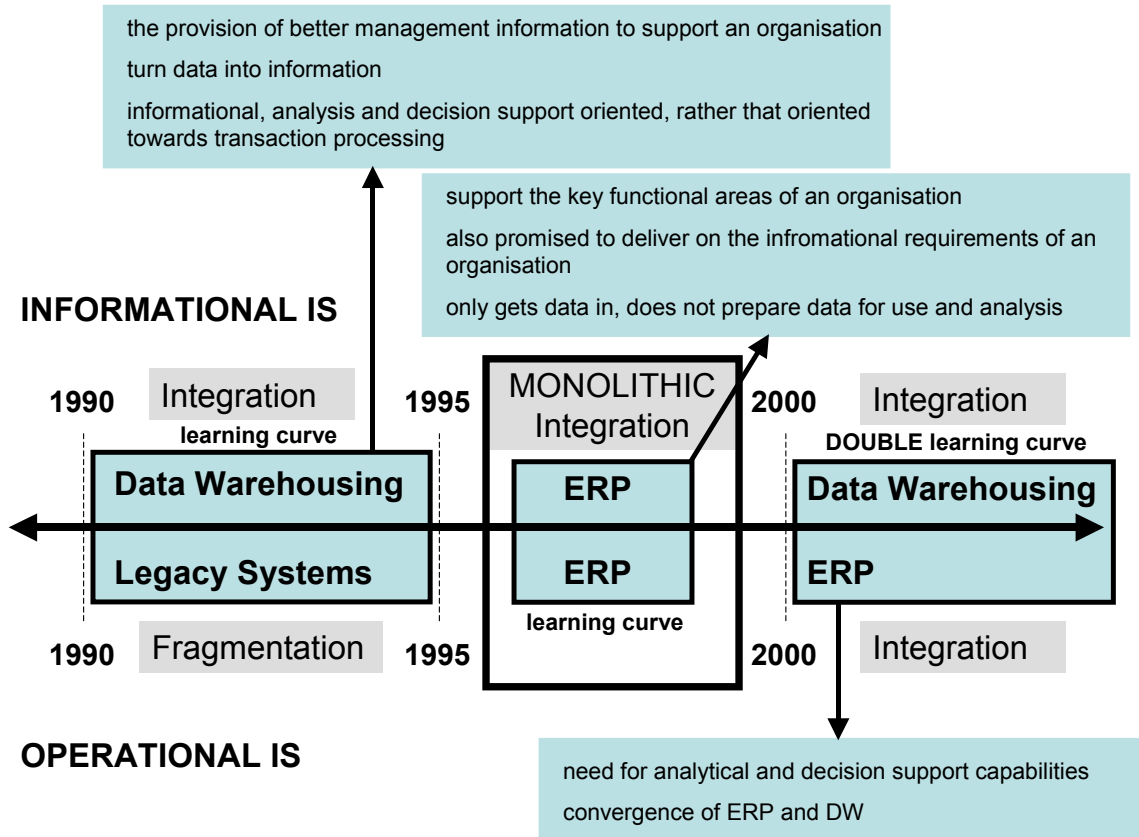 the provision of better management information to support an organisation
turn data into information
informational, analysis and decision support oriented, rather that oriented
towards transaction processing
support the key functional areas of an organisation
also promised to deliver on the infromational requirements of an
organisation
only gets data in, does not prepare data for use and analysis
INFORMATIONAL IS
1990
Integration
learning curve
1995
MONOLITHIC
Integration
2000
Integration
DOUBLE learning curve
Data Warehousing
ERP
Data Warehousing
Legacy Systems
ERP
ERP
learning curve
1990
Fragmentation
1995
2000
Integration
OPERATIONAL IS
need for analytical and decision support capabilities
convergence of ERP and DW